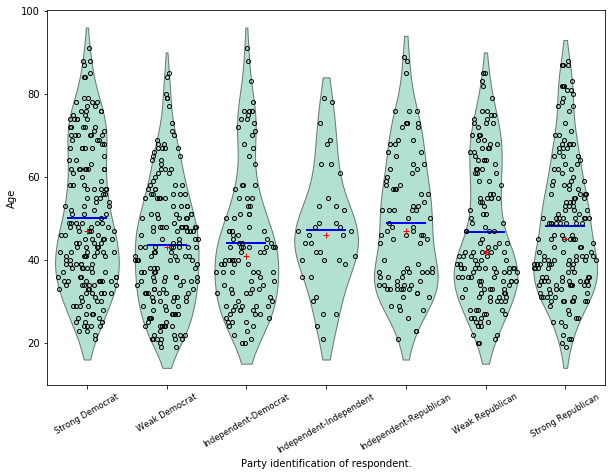 100
80
60
40
20
Age
Strong Democrat
Weak Democrat
Independent-Democrat
Independent-Independent
Independent-Republican
Weak Republican
Strong Republican
Party identification of respondent.